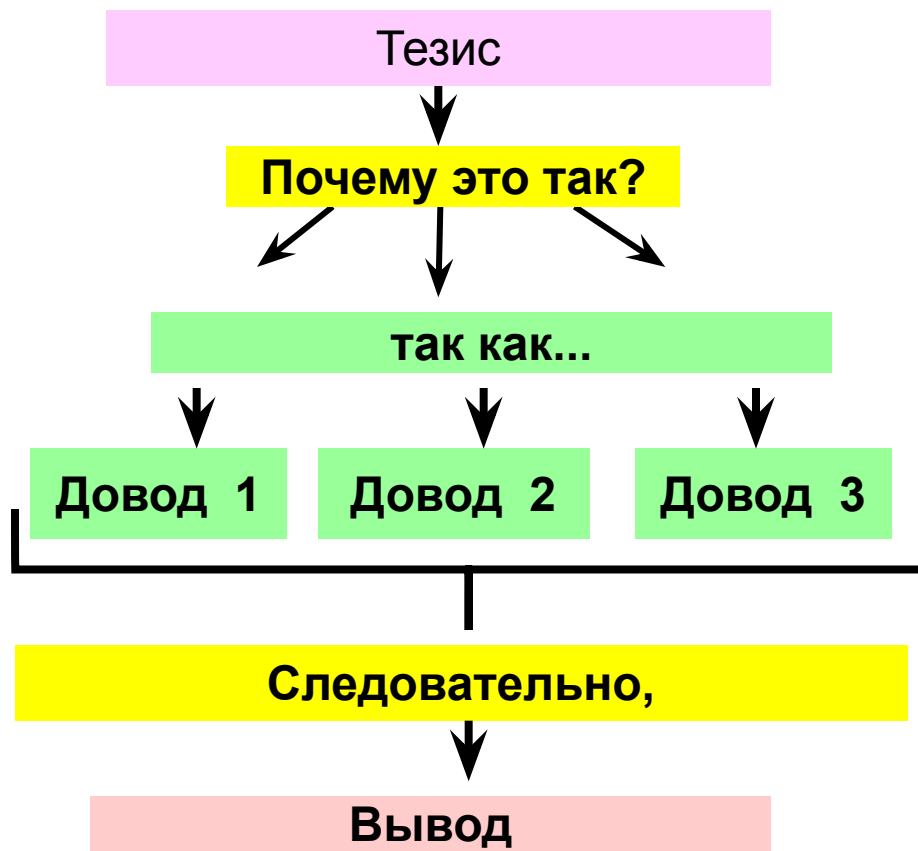 Тезис
Почему это так?
так как...
Довод 1 Довод 2 Довод 3
Следовательно,
Вывод